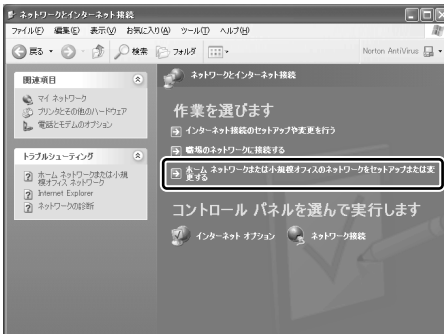 ネットワークとインターネット接続
ファイル(F) 編集(E) 表示(V) お気に入り(A) ツール(T) ヘルプ(H)
戻る 検索 フォルダ Norton AntiVirus
関連項目
マイ ネットワーク
プリンタとその他のハードウェア
電話とモデムのオプション
トラブルシューティング
ホーム ネットワークまたは小規
模オフィス ネットワーク
Internet Explorer
ネットワークの診断
ネットワークとインターネット接続
作業を選びます
インターネット接続のセットアップや変更を行う
職場のネットワークに接続する
ホーム ネットワークまたは小規模オフィスのネットワークをセットアップまたは変
更する
コントロール パネルを選んで実行します
インターネット オプション ネットワーク接続